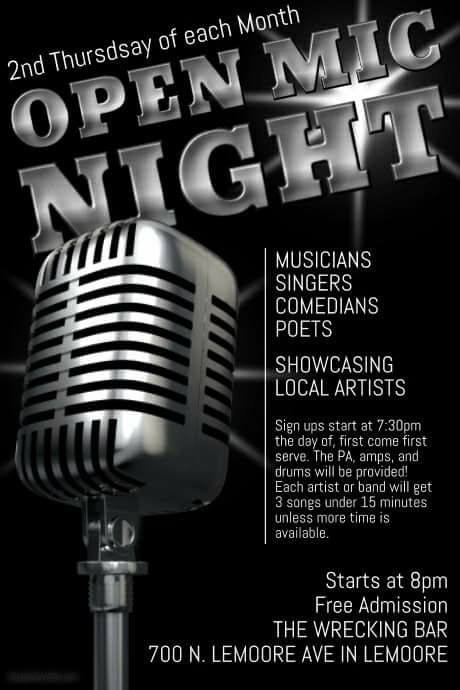 2nd Thursdsay of each Month
OPEN MIC
NIGHT
MUSICIANS
SINGERS
COMEDIANS
POETS
SHOWCASING
LOCAL ARTISTS
Sign ups start at 7:30pm
the day of, first come first
serve. The PA, amps, and
drums will be provided!
Each artist or band will get
3 songs under 15 minutes
unless more time is
available.
Starts at 8pm
Free Admission
THE WRECKING BAR
700 N. LEMOORE AVE IN LEMOORE